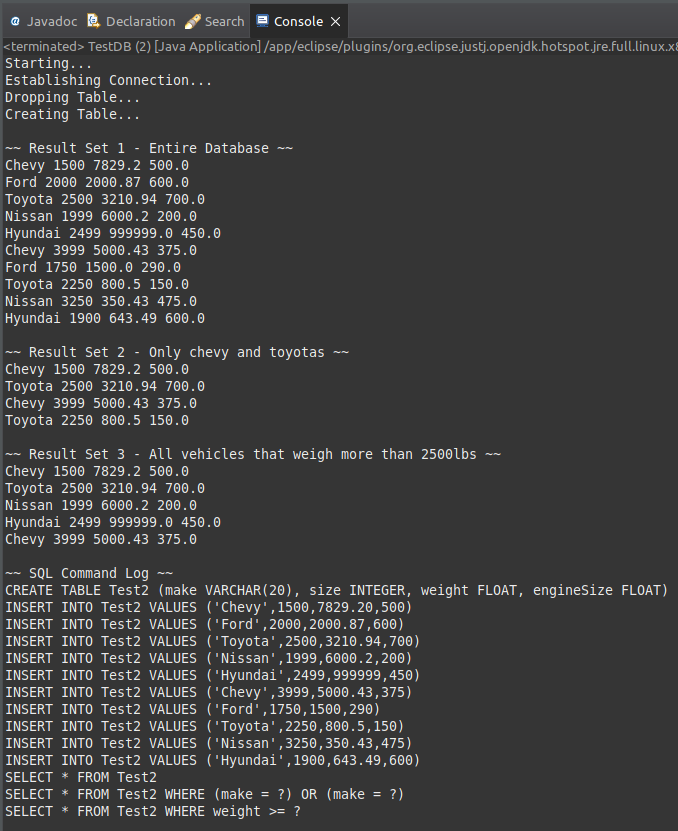 Javadoc Declaration Search Console
<terminated> TestDB (2) [Java Application] /app/eclipse/plugins/org.eclipse.justj.openjdk.hotspot.jre.full.linux.x8
Starting...
Establishing Connection...
Dropping Table...
Creating Table...
~~ Result Set 1 - Entire Database ~~
Chevy 1500 7829.2 500.0
Ford 2000 2000.87 600.0
Toyota 2500 3210.94 700.0
Nissan 1999 6000.2 200.0
Hyundai 2499 999999.0 450.0
Chevy 3999 5000.43 375.0
Ford 1750 1500.0 290.0
Toyota 2250 800.5 150.0
Nissan 3250 350.43 475.0
Hyundai 1900 643.49 600.0
~~ Result Set 2 - Only chevy and toyotas ~~
Chevy 1500 7829.2 500.0
Toyota 2500 3210.94 700.0
Chevy 3999 5000.43 375.0
Toyota 2250 800.5 150.0
~~ Result Set 3 - All vehicles that weigh more than 2500lbs ~~
Chevy 1500 7829.2 500.0
Toyota 2500 3210.94 700.0
Nissan 1999 6000.2 200.0
Hyundai 2499 999999.0 450.0
Chevy 3999 5000.43 375.0
~~ SQL Command Log ~~
CREATE TABLE Test2 (make VARCHAR(20), size INTEGER, weight FLOAT, engineSize FLOAT)
INSERT INTO Test2 VALUES ('Chevy',1500,7829.20,500)
INSERT INTO Test2 VALUES ('Ford',2000,2000.87,600)
INSERT INTO Test2 VALUES ('Toyota',2500,3210.94,700)
INSERT INTO Test2 VALUES ('Nissan',1999,6000.2,200)
INSERT INTO Test2 VALUES ('Hyundai',2499,999999,450)
INSERT INTO Test2 VALUES ('Chevy',3999,5000.43,375)
INSERT INTO Test2 VALUES ('Ford',1750,1500,290)
INSERT INTO Test2 VALUES ('Toyota',2250,800.5,150)
INSERT INTO Test2 VALUES ('Nissan',3250,350.43,475)
INSERT INTO Test2 VALUES ('Hyundai',1900,643.49,600)
SELECT * FROM Test2
SELECT * FROM Test2 WHERE (make = ?) OR (make = ?)
SELECT * FROM Test2 WHERE weight >= ?